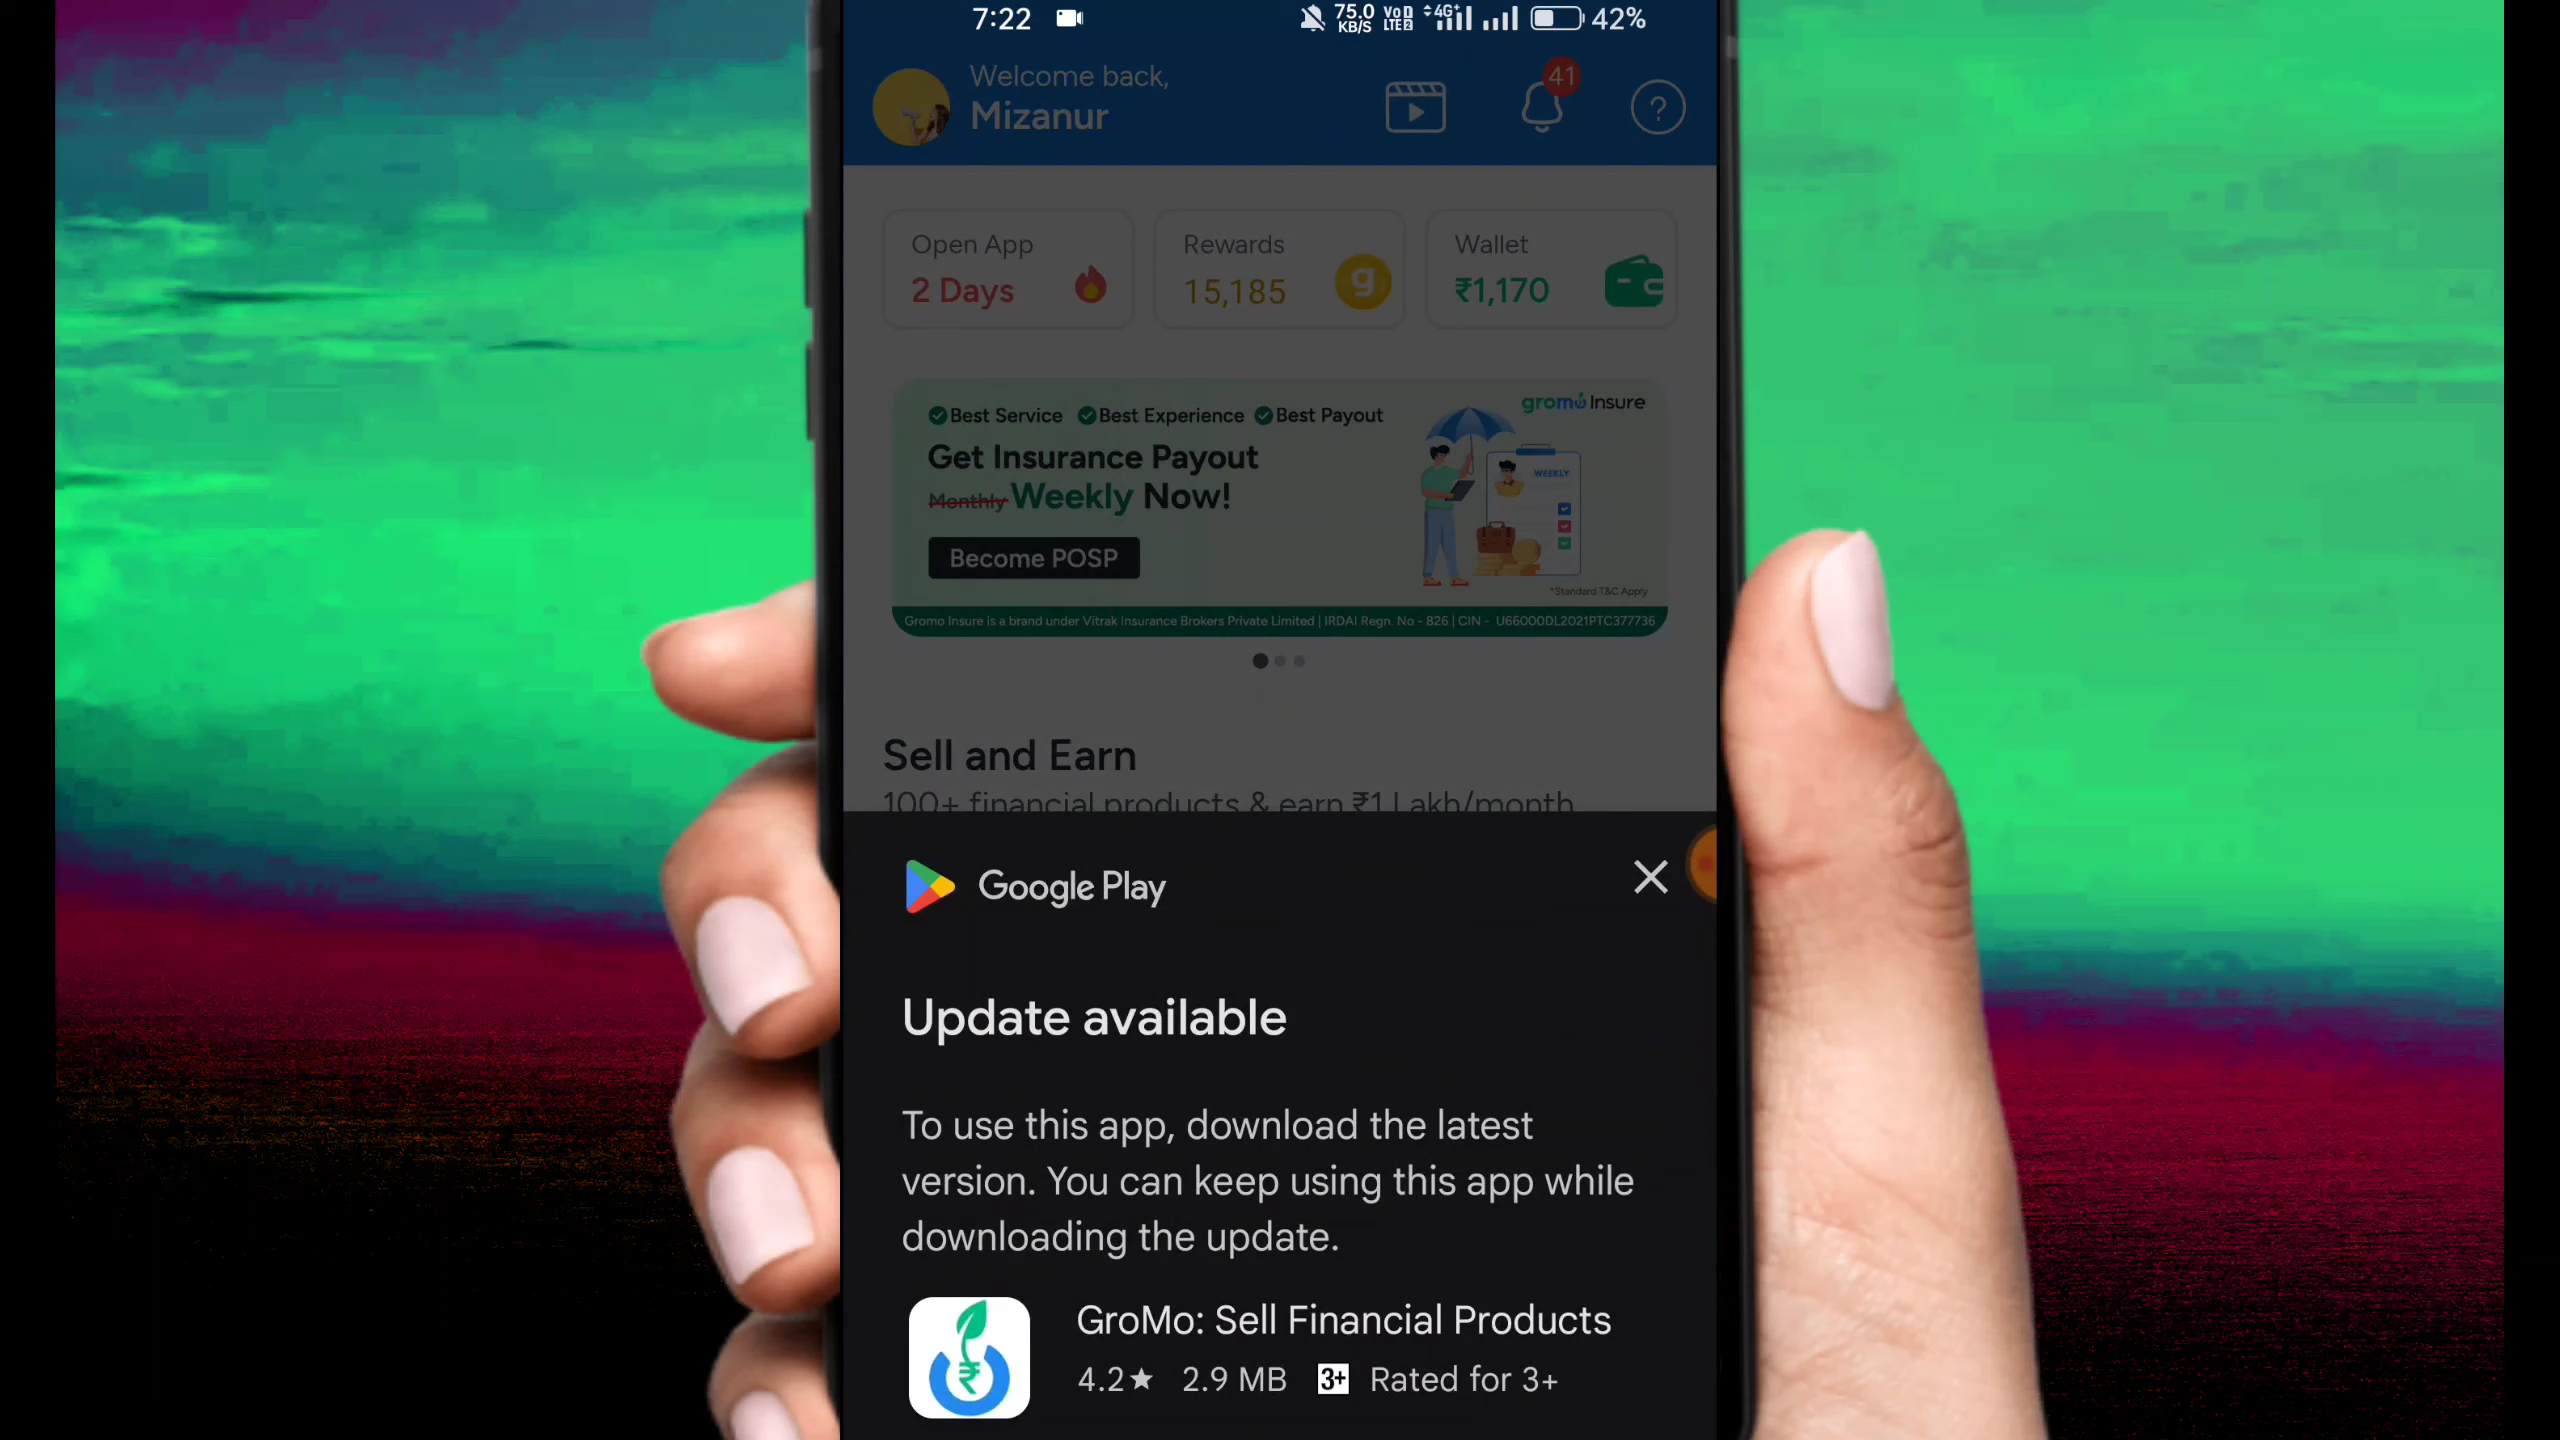 7:22 75.0 KB/S VoD LTE2 4G+ 42%
Welcome back,
Mizanur
41
?
Open App
2 Days
Rewards
15,185
g
Wallet
₹1,170
Best Service Best Experience Best Payout
gromo Insure
Get Insurance Payout
Monthly Weekly Now!
WEEKLY
Become POSP
*Standard T&C Apply
Gromo Insure is a brand under Vitrak Insurance Brokers Private Limited | IRDAI Regn. No - 826 | CIN - U66000DL2021PTC377736
Sell and Earn
100+ financial products & earn ₹1 Lakh/month
Google Play
Update available
To use this app, download the latest
version. You can keep using this app while
downloading the update.
₹
GroMo: Sell Financial Products
4.2★ 2.9 MB 3+ Rated for 3+